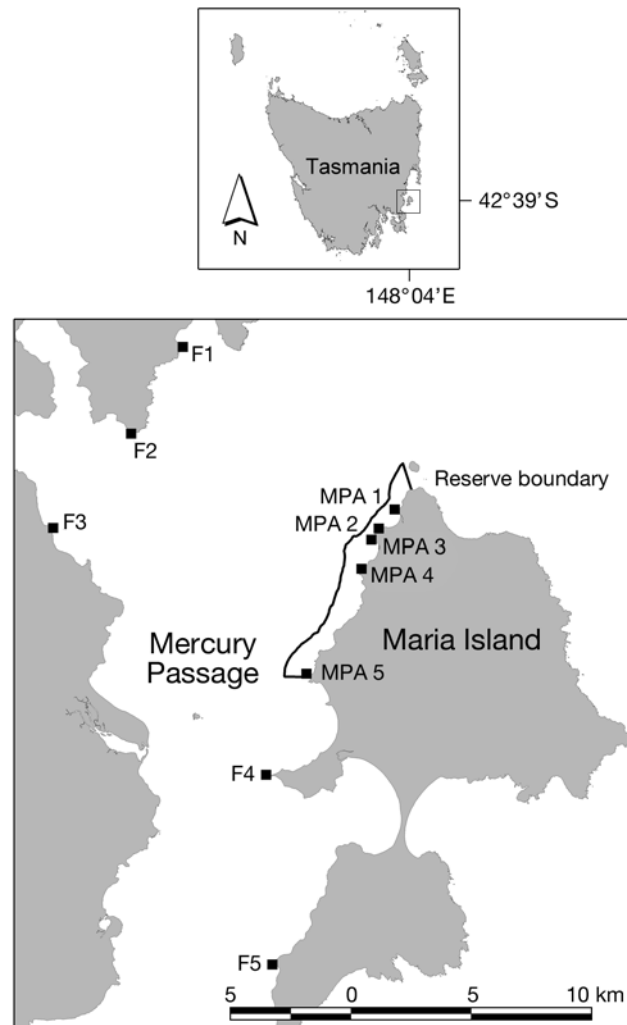 Tasmania
N
42°39'S
148°04'E
F1
F2
Reserve boundary
MPA 1
MPA 2
F3
MPA 3
MPA 4
Mercury
Passage
Maria Island
MPA 5
F4
F5
5 0 5 10 km